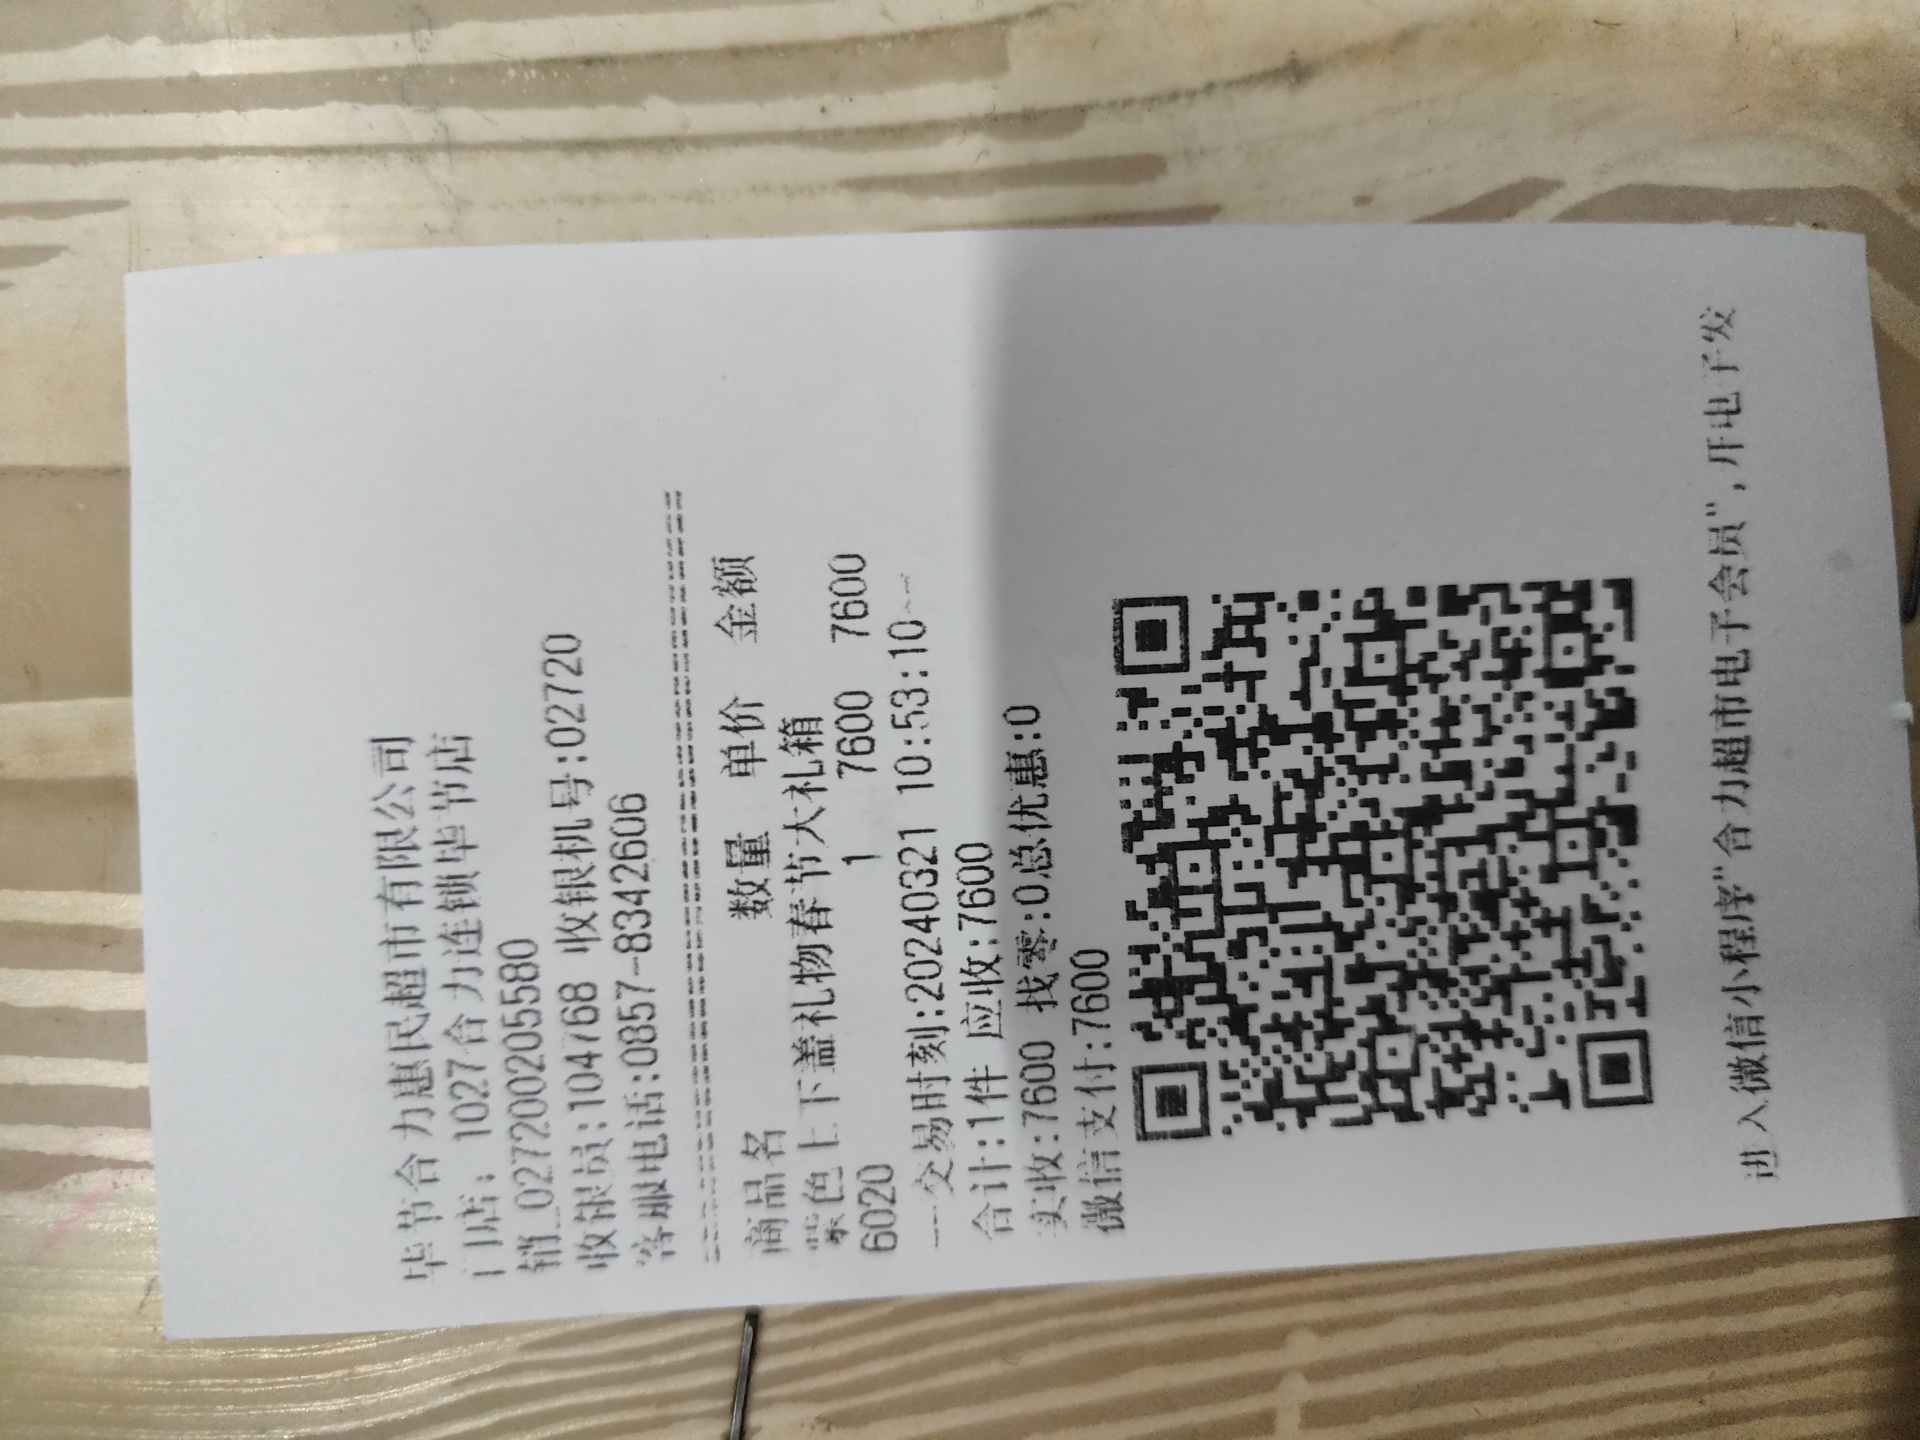 毕节合力惠民超市有限公司
门店：1027合力连锁毕节店
销_0272000205580
收银员:104768 收银机号:02720
客服电话:0857-8342606
商品名 数量 单价 金额
紫色上下盖礼物春节大礼箱
6020 1 7600 7600
---交易时刻:20240321 10:53:10---
合计:1件 应收:7600
实收:7600 找零:0总优惠:0
微信支付:7600
进入微信小程序"合力超市电子会员"，开电子发